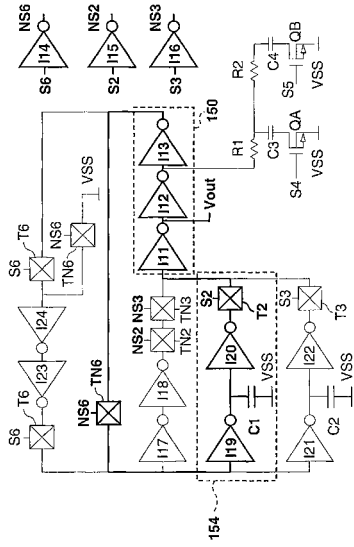 NS6
I14
S6
NS2
I15
S2
NS3
I16
S3
S6
T6
I24
I23
T6
S6
TN6
NS6
VSS
NS6
TN6
150
I11
I12
I13
Vout
R1
R2
C3
C4
QA
QB
S4
S5
VSS
VSS
I17
I18
NS2
NS3
TN2
TN3
154
I19
I20
C1
VSS
S2
T2
I21
I22
C2
VSS
S3
T3